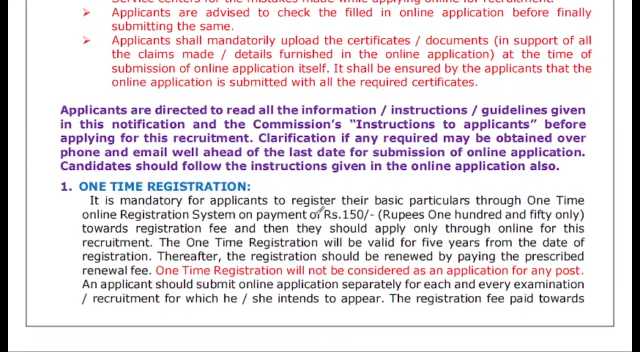 Service centers for the mistakes made while applying online for recruitment.
➢ Applicants are advised to check the filled in online application before finally
submitting the same.
➢ Applicants shall mandatorily upload the certificates / documents (in support of all
the claims made / details furnished in the online application) at the time of
submission of online application itself. It shall be ensured by the applicants that the
online application is submitted with all the required certificates.
Applicants are directed to read all the information / instructions / guidelines given
in this notification and the Commission's "Instructions to applicants" before
applying for this recruitment. Clarification if any required may be obtained over
phone and email well ahead of the last date for submission of online application.
Candidates should follow the instructions given in the online application also.
1. ONE TIME REGISTRATION:
It is mandatory for applicants to register their basic particulars through One Time
online Registration System on payment of Rs.150/- (Rupees One hundred and fifty only)
towards registration fee and then they should apply only through online for this
recruitment. The One Time Registration will be valid for five years from the date of
registration. Thereafter, the registration should be renewed by paying the prescribed
renewal fee. One Time Registration will not be considered as an application for any post.
An applicant should submit online application separately for each and every examination
/ recruitment for which he / she intends to appear. The registration fee paid towards